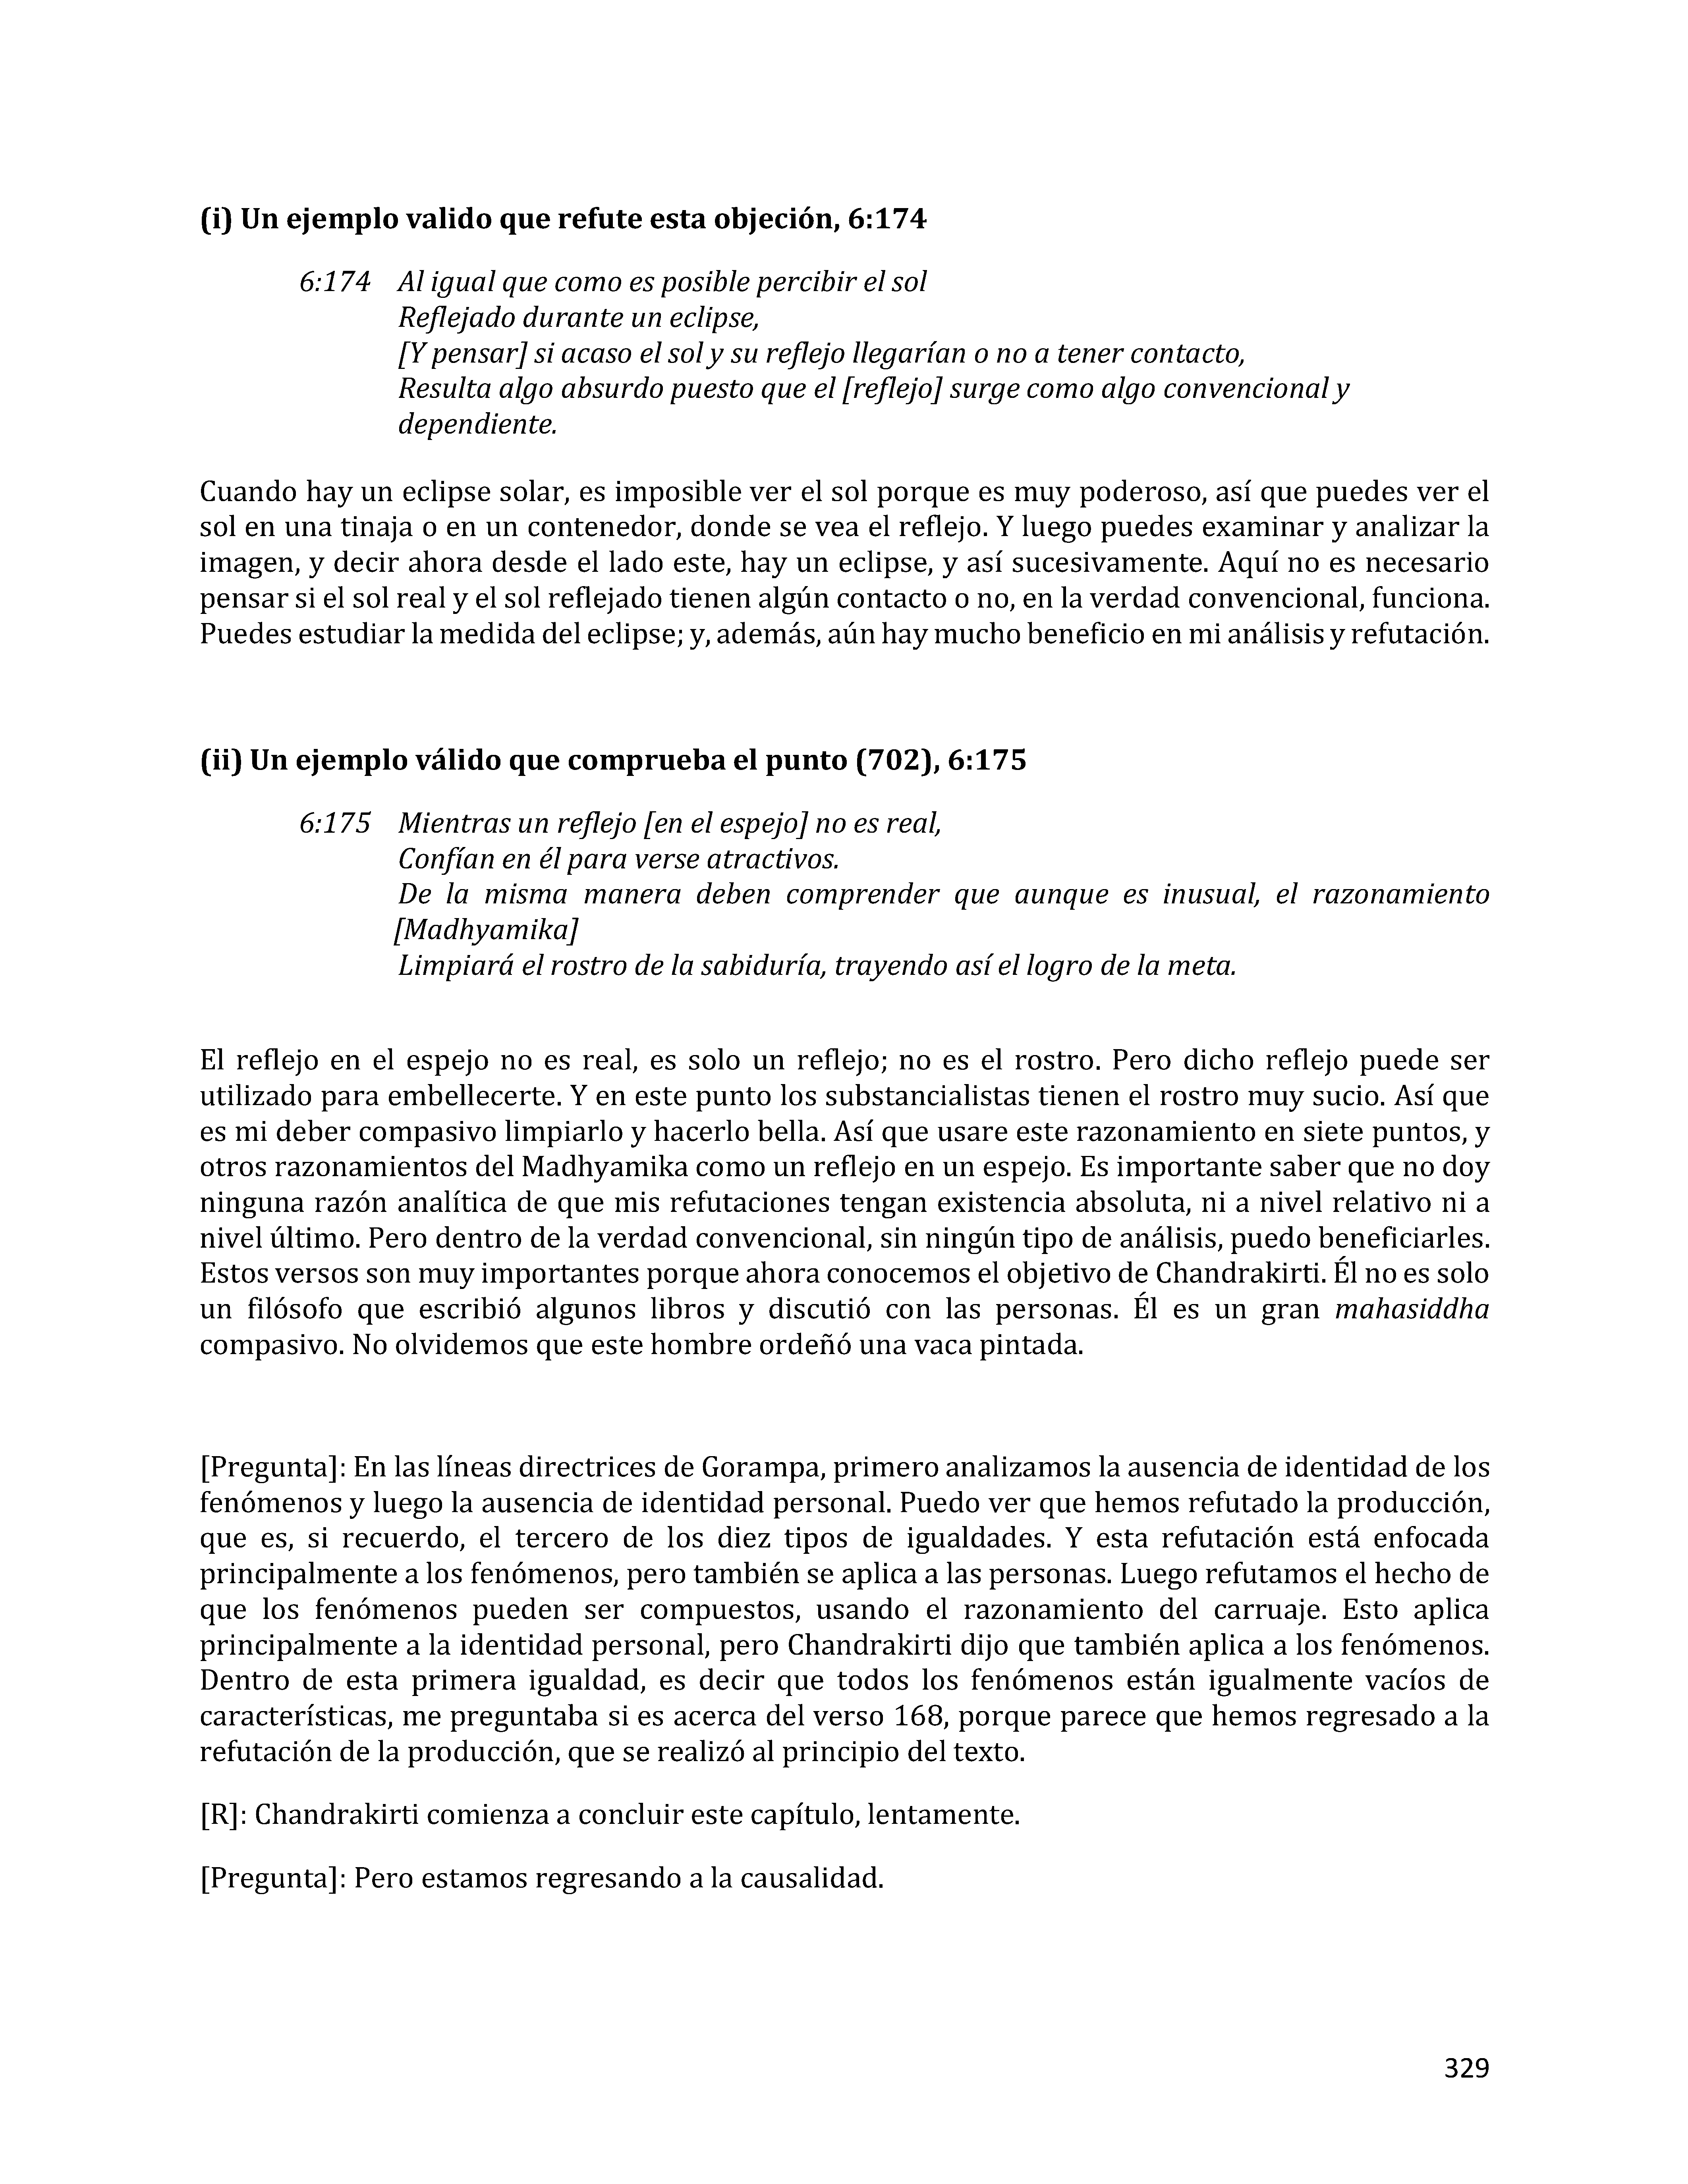 (i) Un ejemplo valido que refute esta objeción, 6:174
6:174 Al igual que como es posible percibir el sol
Reflejado durante un eclipse,
[Y pensar] si acaso el sol y su reflejo llegarían o no a tener contacto,
Resulta algo absurdo puesto que el [reflejo] surge como algo convencional y
dependiente.
Cuando hay un eclipse solar, es imposible ver el sol porque es muy poderoso, así que puedes ver el
sol en una tinaja o en un contenedor, donde se vea el reflejo. Y luego puedes examinar y analizar la
imagen, y decir ahora desde el lado este, hay un eclipse, y así sucesivamente. Aquí no es necesario
pensar si el sol real y el sol reflejado tienen algún contacto o no, en la verdad convencional, funciona.
Puedes estudiar la medida del eclipse; y, además, aún hay mucho beneficio en mi análisis y refutación.
(ii) Un ejemplo válido que comprueba el punto (702), 6:175
6:175 Mientras un reflejo [en el espejo] no es real,
Confían en él para verse atractivos.
De la misma manera deben comprender que aunque es inusual, el razonamiento
[Madhyamika]
Limpiará el rostro de la sabiduría, trayendo así el logro de la meta.
El reflejo en el espejo no es real, es solo un reflejo; no es el rostro. Pero dicho reflejo puede ser
utilizado para embellecerte. Y en este punto los substancialistas tienen el rostro muy sucio. Así que
es mi deber compasivo limpiarlo y hacerlo bella. Así que usare este razonamiento en siete puntos, y
otros razonamientos del Madhyamika como un reflejo en un espejo. Es importante saber que no doy
ninguna razón analítica de que mis refutaciones tengan existencia absoluta, ni a nivel relativo ni a
nivel último. Pero dentro de la verdad convencional, sin ningún tipo de análisis, puedo beneficiarles.
Estos versos son muy importantes porque ahora conocemos el objetivo de Chandrakirti. Él no es solo
un filósofo que escribió algunos libros y discutió con las personas. Él es un gran mahasiddha
compasivo. No olvidemos que este hombre ordeñó una vaca pintada.
[Pregunta]: En las líneas directrices de Gorampa, primero analizamos la ausencia de identidad de los
fenómenos y luego la ausencia de identidad personal. Puedo ver que hemos refutado la producción,
que es, si recuerdo, el tercero de los diez tipos de igualdades. Y esta refutación está enfocada
principalmente a los fenómenos, pero también se aplica a las personas. Luego refutamos el hecho de
que los fenómenos pueden ser compuestos, usando el razonamiento del carruaje. Esto aplica
principalmente a la identidad personal, pero Chandrakirti dijo que también aplica a los fenómenos.
Dentro de esta primera igualdad, es decir que todos los fenómenos están igualmente vacíos de
características, me preguntaba si es acerca del verso 168, porque parece que hemos regresado a la
refutación de la producción, que se realizó al principio del texto.
[R]: Chandrakirti comienza a concluir este capítulo, lentamente.
[Pregunta]: Pero estamos regresando a la causalidad.
329